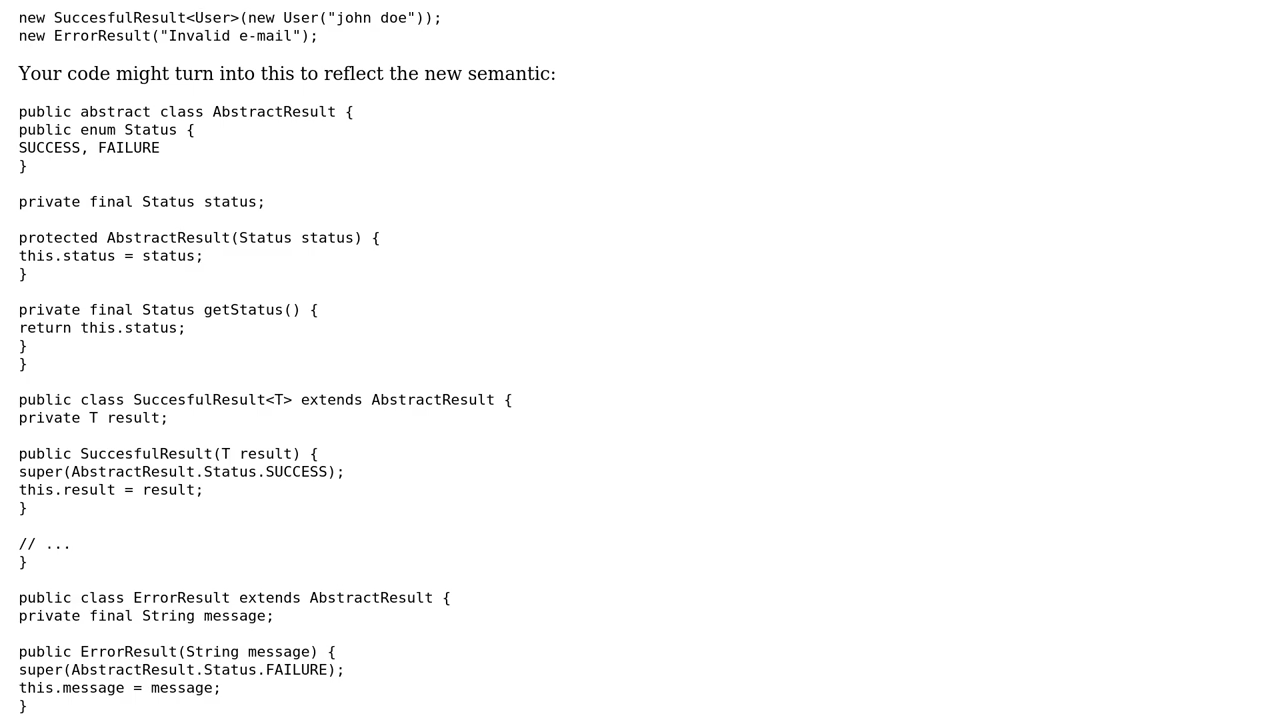 new SuccesfulResult<User>(new User("john doe"));
new ErrorResult("Invalid e-mail");
Your code might turn into this to reflect the new semantic:
public abstract class AbstractResult {
public enum Status {
SUCCESS, FAILURE
}
private final Status status;
protected AbstractResult(Status status) {
this.status = status;
}
private final Status getStatus() {
return this.status;
}
}
public class SuccesfulResult<T> extends AbstractResult {
private T result;
public SuccesfulResult(T result) {
super(AbstractResult.Status.SUCCESS);
this.result = result;
}
// ...
}
public class ErrorResult extends AbstractResult {
private final String message;
public ErrorResult(String message) {
super(AbstractResult.Status.FAILURE);
this.message = message;
}